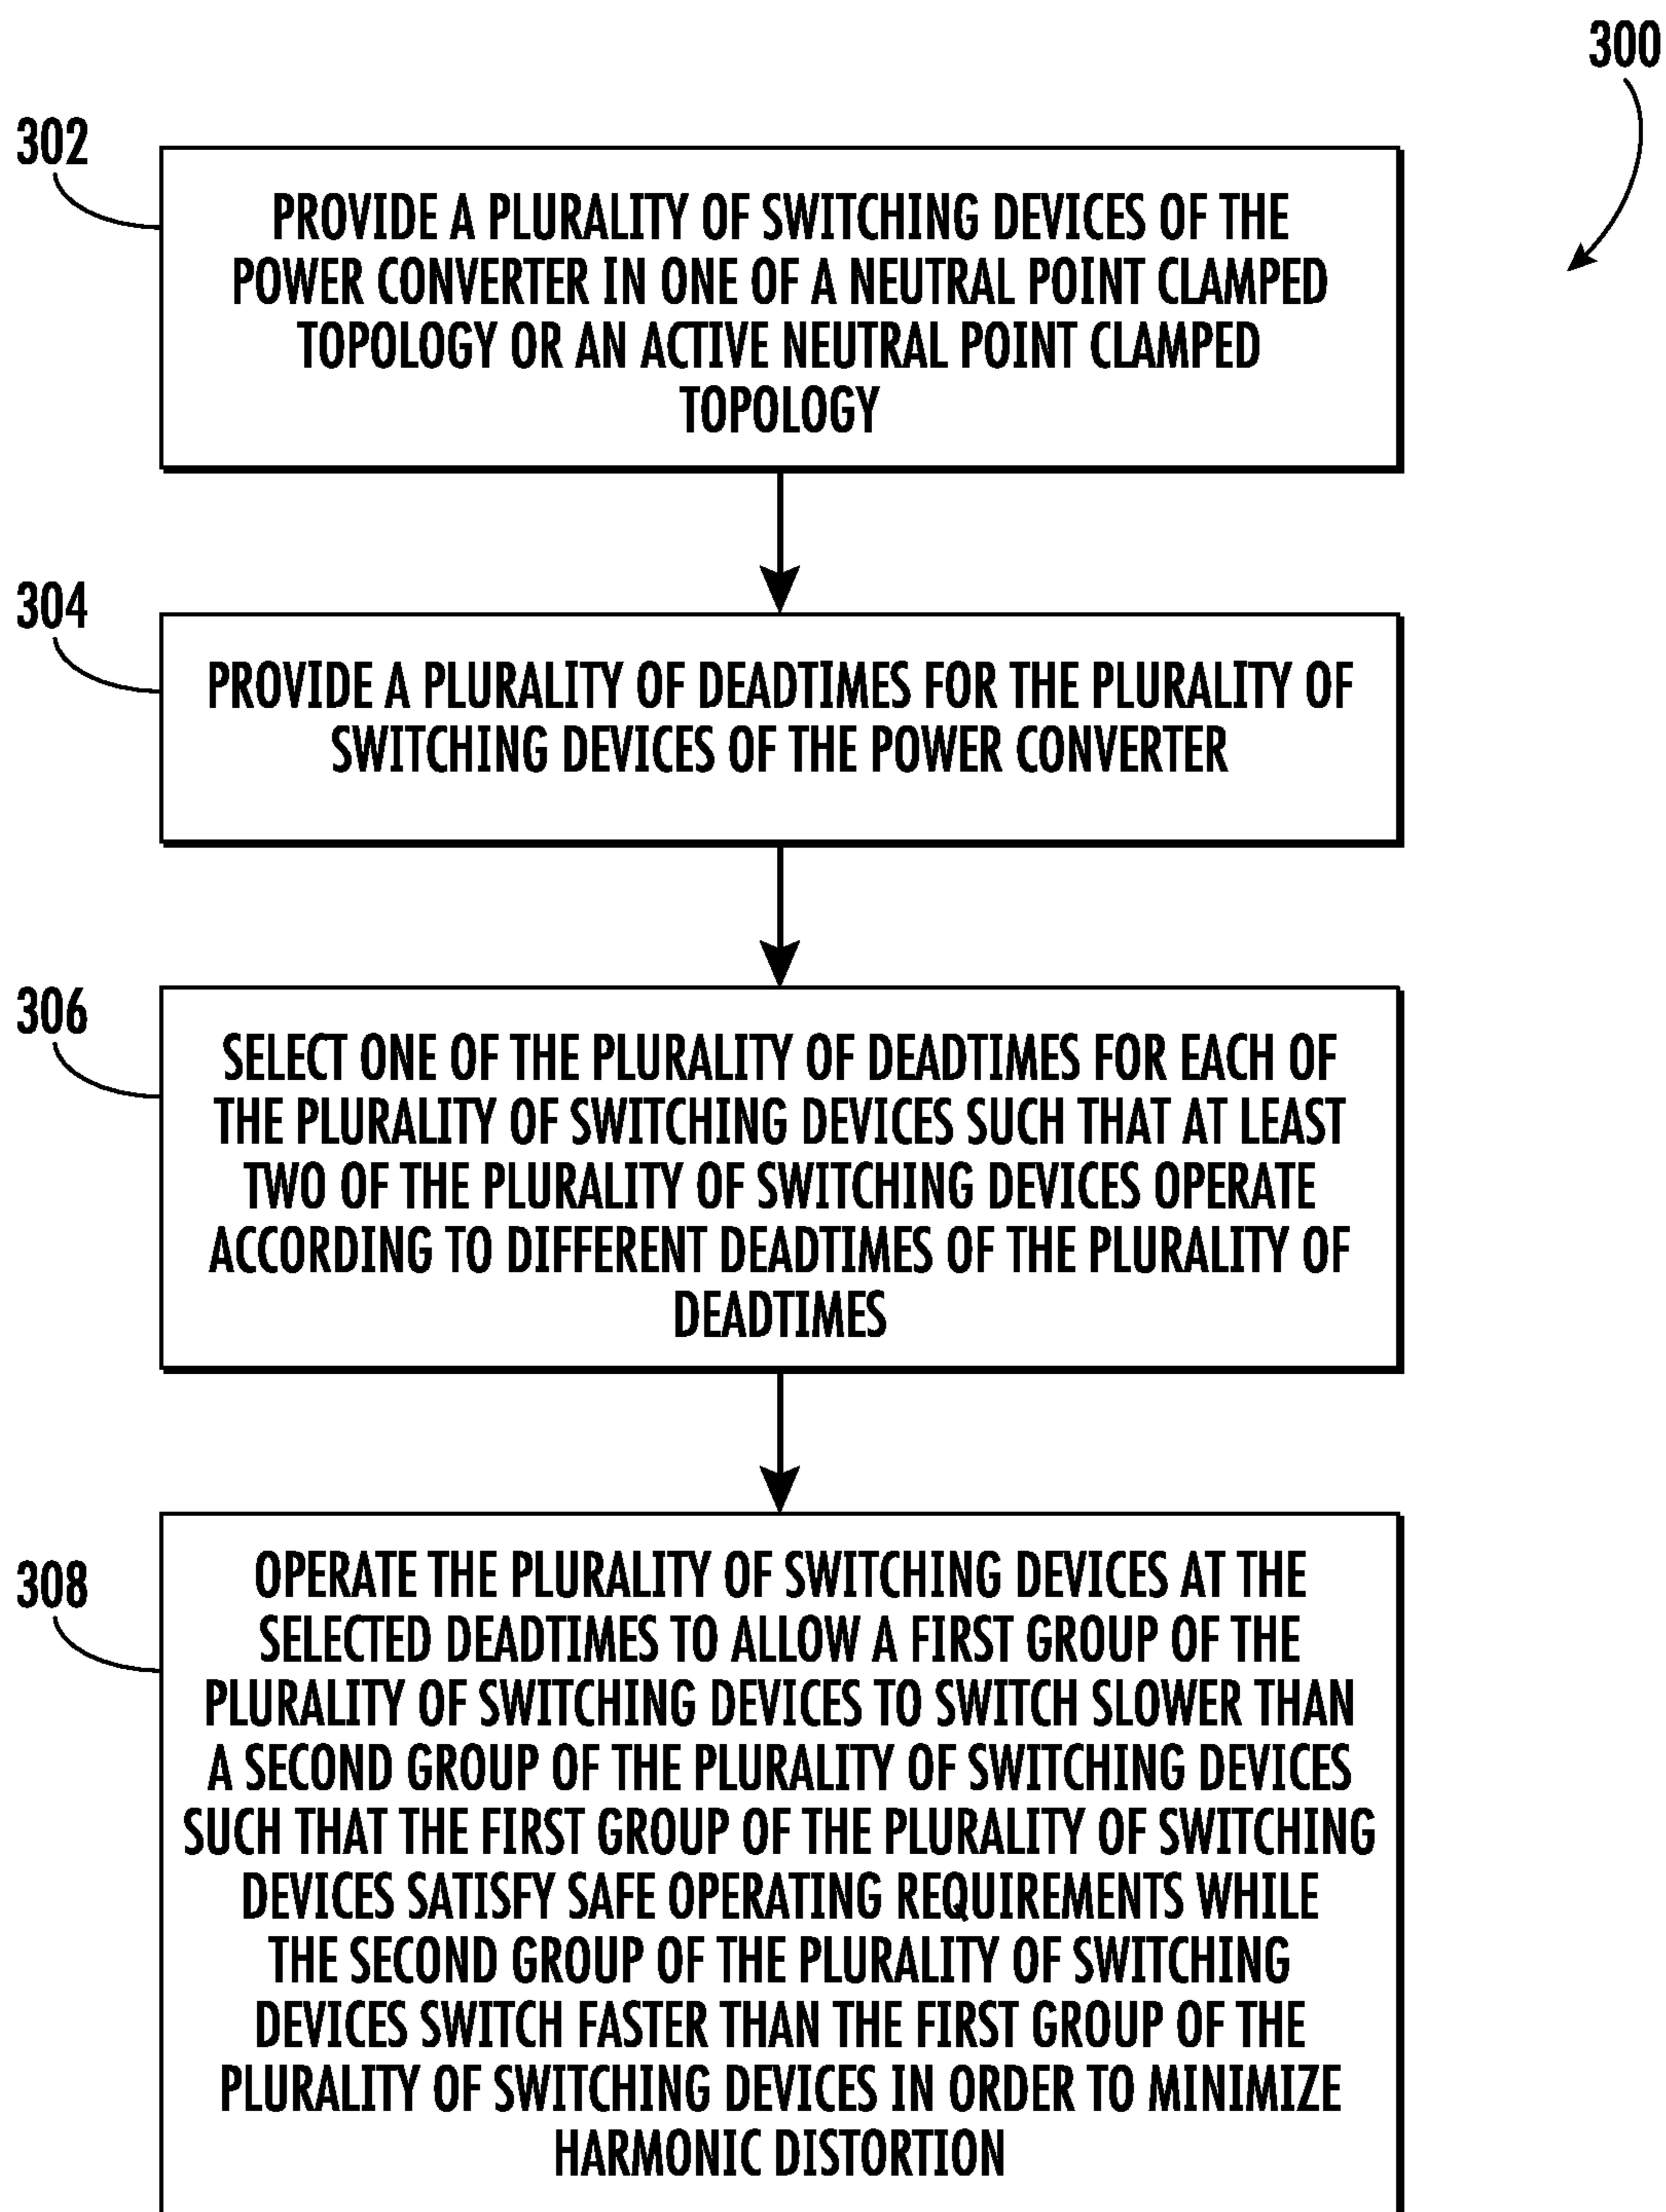 300
302
PROVIDE A PLURALITY OF SWITCHING DEVICES OF THE
POWER CONVERTER IN ONE OF A NEUTRAL POINT CLAMPED
TOPOLOGY OR AN ACTIVE NEUTRAL POINT CLAMPED
TOPOLOGY
304
PROVIDE A PLURALITY OF DEADTIMES FOR THE PLURALITY OF
SWITCHING DEVICES OF THE POWER CONVERTER
306
SELECT ONE OF THE PLURALITY OF DEADTIMES FOR EACH OF
THE PLURALITY OF SWITCHING DEVICES SUCH THAT AT LEAST
TWO OF THE PLURALITY OF SWITCHING DEVICES OPERATE
ACCORDING TO DIFFERENT DEADTIMES OF THE PLURALITY OF
DEADTIMES
308
OPERATE THE PLURALITY OF SWITCHING DEVICES AT THE
SELECTED DEADTIMES TO ALLOW A FIRST GROUP OF THE
PLURALITY OF SWITCHING DEVICES TO SWITCH SLOWER THAN
A SECOND GROUP OF THE PLURALITY OF SWITCHING DEVICES
SUCH THAT THE FIRST GROUP OF THE PLURALITY OF SWITCHING
DEVICES SATISFY SAFE OPERATING REQUIREMENTS WHILE
THE SECOND GROUP OF THE PLURALITY OF SWITCHING
DEVICES SWITCH FASTER THAN THE FIRST GROUP OF THE
PLURALITY OF SWITCHING DEVICES IN ORDER TO MINIMIZE
HARMONIC DISTORTION